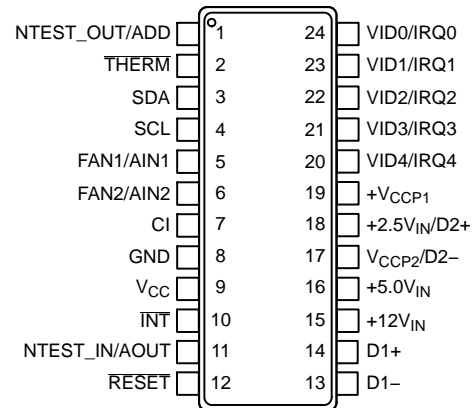 NTEST_OUT/ADD 1 24 VID0/IRQ0
THERM 2 23 VID1/IRQ1
SDA 3 22 VID2/IRQ2
SCL 4 21 VID3/IRQ3
FAN1/AIN1 5 20 VID4/IRQ4
FAN2/AIN2 6 19 +VCCP1
CI 7 18 +2.5VIN/D2+
GND 8 17 VCCP2/D2−
VCC 9 16 +5.0VIN
INT 10 15 +12VIN
NTEST_IN/AOUT 11 14 D1+
RESET 12 13 D1−